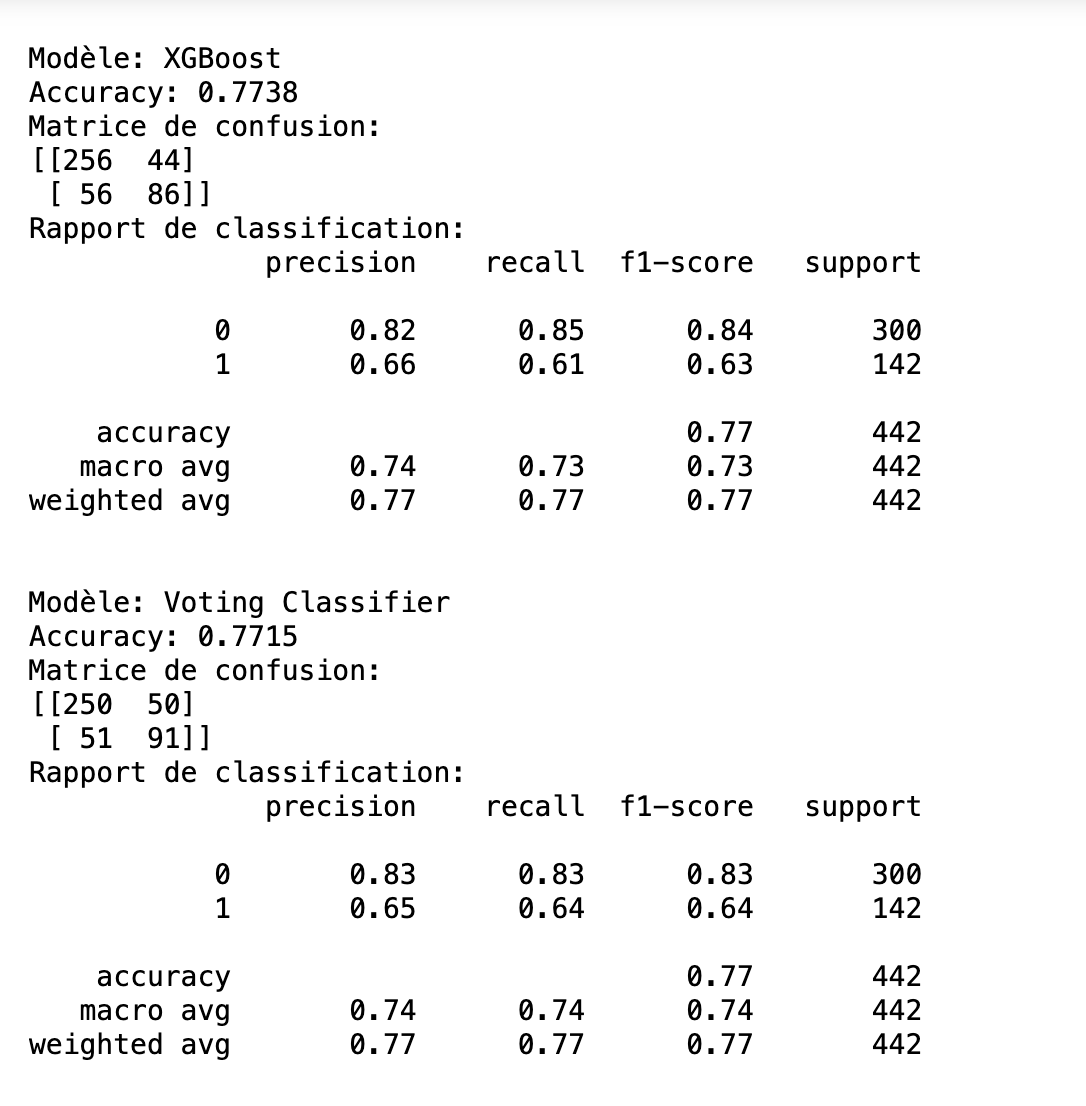 Modèle: XGBoost
Accuracy: 0.7738
Matrice de confusion:
[[256  44]
 [ 56  86]]
Rapport de classification:
              precision    recall  f1-score   support

           0       0.82      0.85      0.84       300
           1       0.66      0.61      0.63       142

    accuracy                           0.77       442
   macro avg       0.74      0.73      0.73       442
weighted avg       0.77      0.77      0.77       442

Modèle: Voting Classifier
Accuracy: 0.7715
Matrice de confusion:
[[250  50]
 [ 51  91]]
Rapport de classification:
              precision    recall  f1-score   support

           0       0.83      0.83      0.83       300
           1       0.65      0.64      0.64       142

    accuracy                           0.77       442
   macro avg       0.74      0.74      0.74       442
weighted avg       0.77      0.77      0.77       442